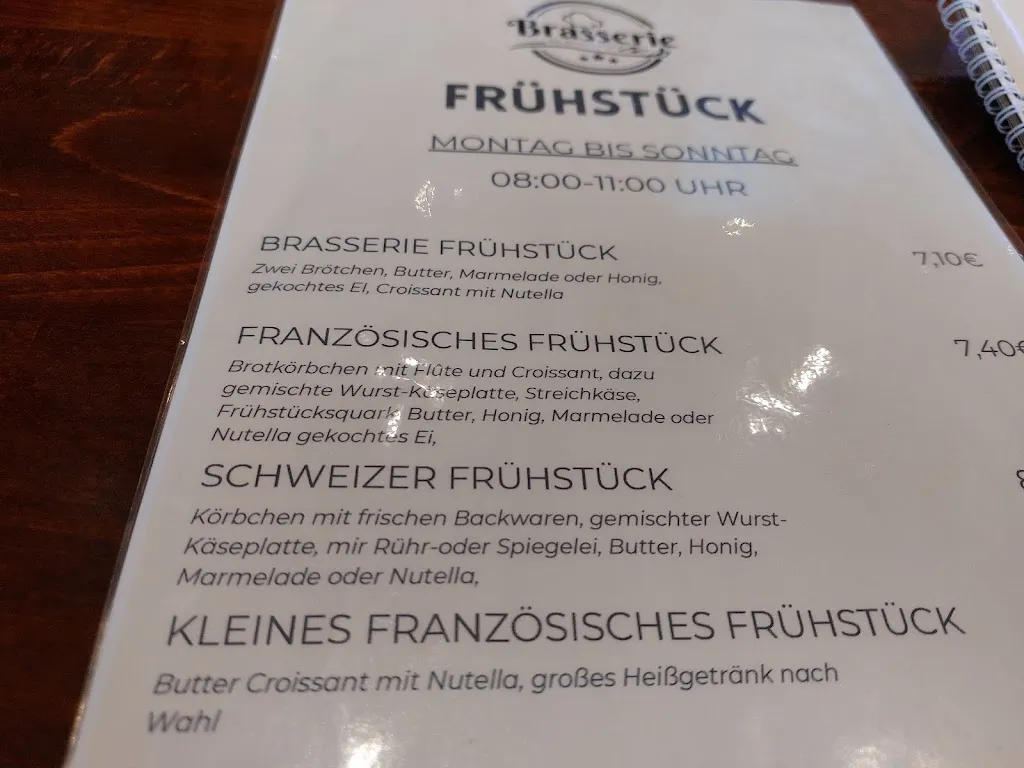 Brasserie
FRÜHSTÜCK
MONTAG BIS SONNTAG
08:00-11:00 UHR
BRASSERIE FRÜHSTÜCK 7,10€
Zwei Brötchen, Butter, Marmelade oder Honig,
gekochtes EI, Croissant mit Nutella
FRANZÖSISCHES FRÜHSTÜCK 7,40€
Brotkörbchen mit Flûte und Croissant, dazu
gemischte Wurst-Käseplatte, Streichkäse,
Frühstücksquark, Butter, Honig, Marmelade oder
Nutella gekochtes Ei,
SCHWEIZER FRÜHSTÜCK
Körbchen mit frischen Backwaren, gemischter Wurst-
Käseplatte, mir Rühr-oder Spiegelei, Butter, Honig,
Marmelade oder Nutella,
KLEINES FRANZÖSISCHES FRÜHSTÜCK
Butter Croissant mit Nutella, großes Heißgetränk nach
Wahl